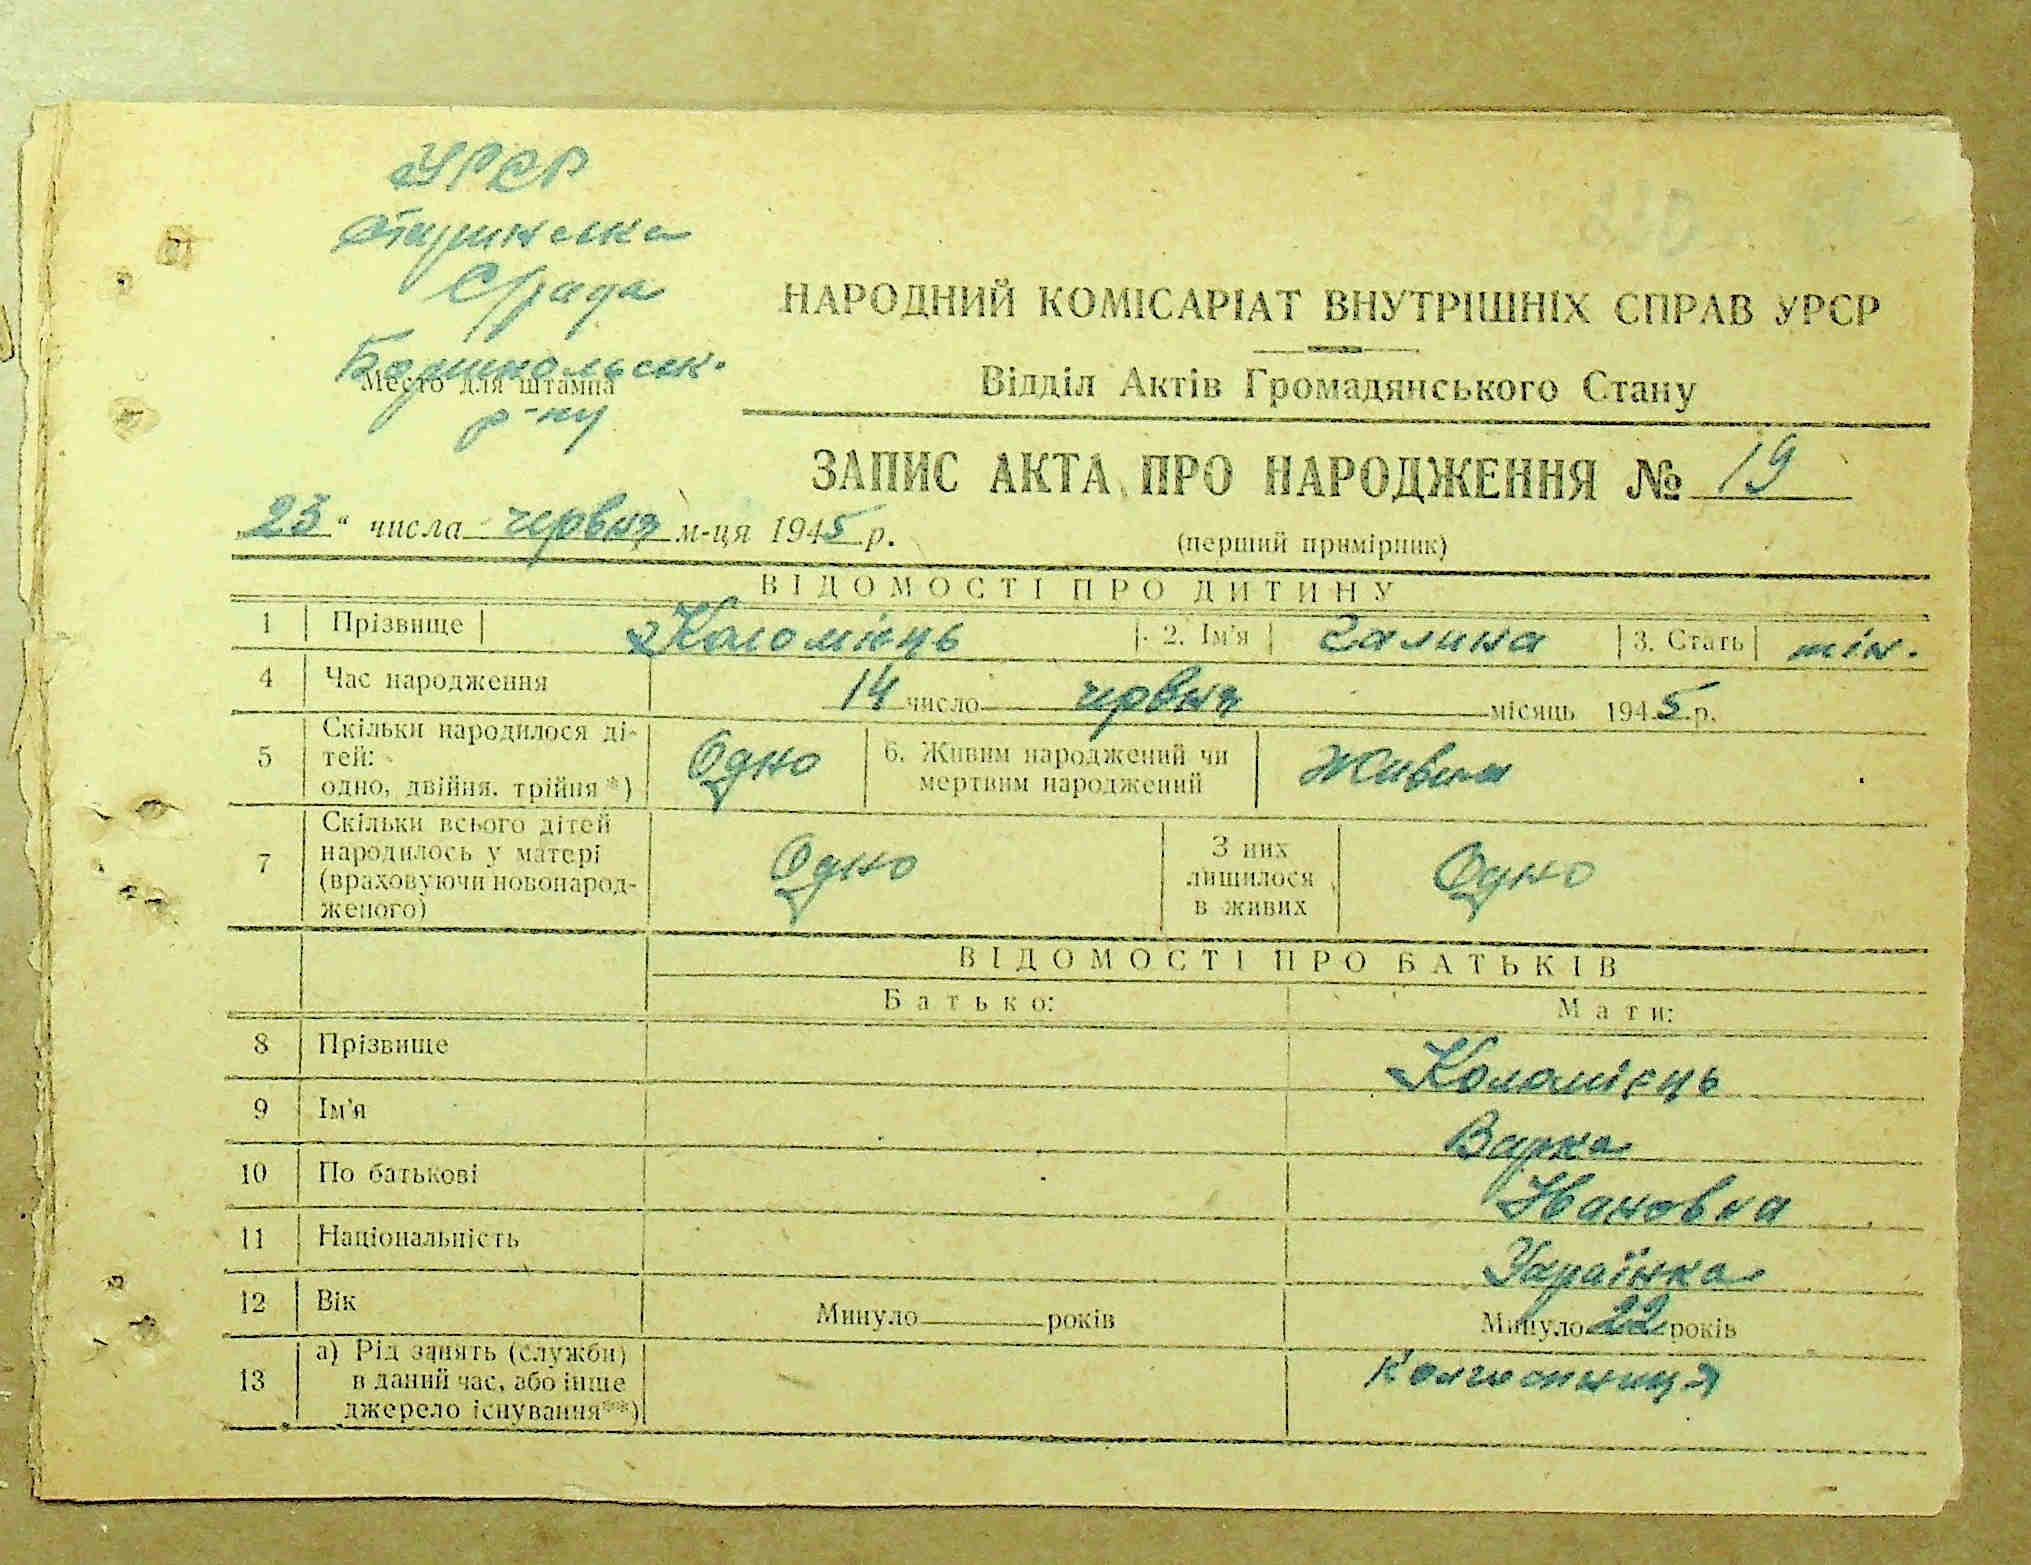 УРСР
Старинська
с/рада
Бориспольськ.
Место для штампа
р-ну
НАРОДНИЙ КОМІСАРІАТ ВНУТРІШНІХ СПРАВ УРСР
Відділ Актів Громадянського Стану
ЗАПИС АКТА ПРО НАРОДЖЕННЯ № 19
„23“ числа червня м-ця 1945 р.
(перший примірник)
ВІДОМОСТІ ПРО ДИТИНУ
1 Прізвище Коломієць 2. Ім'я Галина 3. Стать жін.
4 Час народження 14 число червня місяць 1945 р.
5 Скільки народилося дітей: одно, двійня, трійня *) Одно 6. Живим народжений чи мертвим народжений Живим
7 Скільки всього дітей народилось у матері (враховуючи новонародженого) Одно З них лишилося в живих Одно
ВІДОМОСТІ ПРО БАТЬКІВ
Батько: Мати:
8 Прізвище Коломієць
9 Ім'я Варка
10 По батькові Івановна
11 Національність Українка
12 Вік Минуло років Минуло 22 років
13 а) Рід занять (служби) в даний час, або інше джерело існування**) Колгоспниця